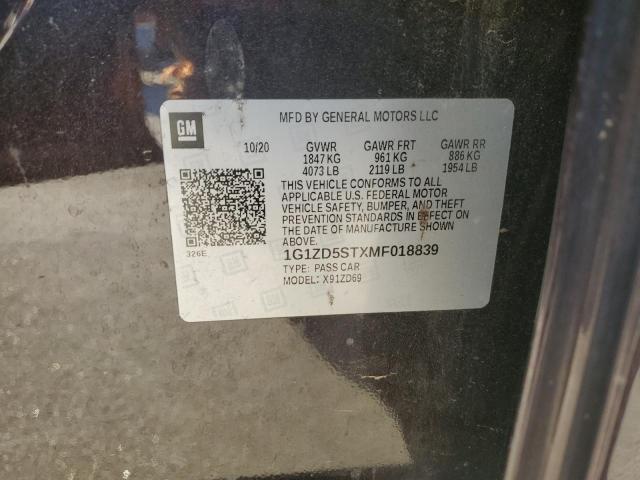 GM
MFD BY GENERAL MOTORS LLC
10/20 GVWR GAWR FRT GAWR RR
1847 KG 961 KG 886 KG
4073 LB 2119 LB 1954 LB
THIS VEHICLE CONFORMS TO ALL
APPLICABLE U.S. FEDERAL MOTOR
VEHICLE SAFETY, BUMPER, AND THEFT
PREVENTION STANDARDS IN EFFECT ON
THE DATE OF MANUFACTURE SHOWN
ABOVE.
326E
1G1ZD5STXMF018839
TYPE: PASS CAR
MODEL: X91ZD69